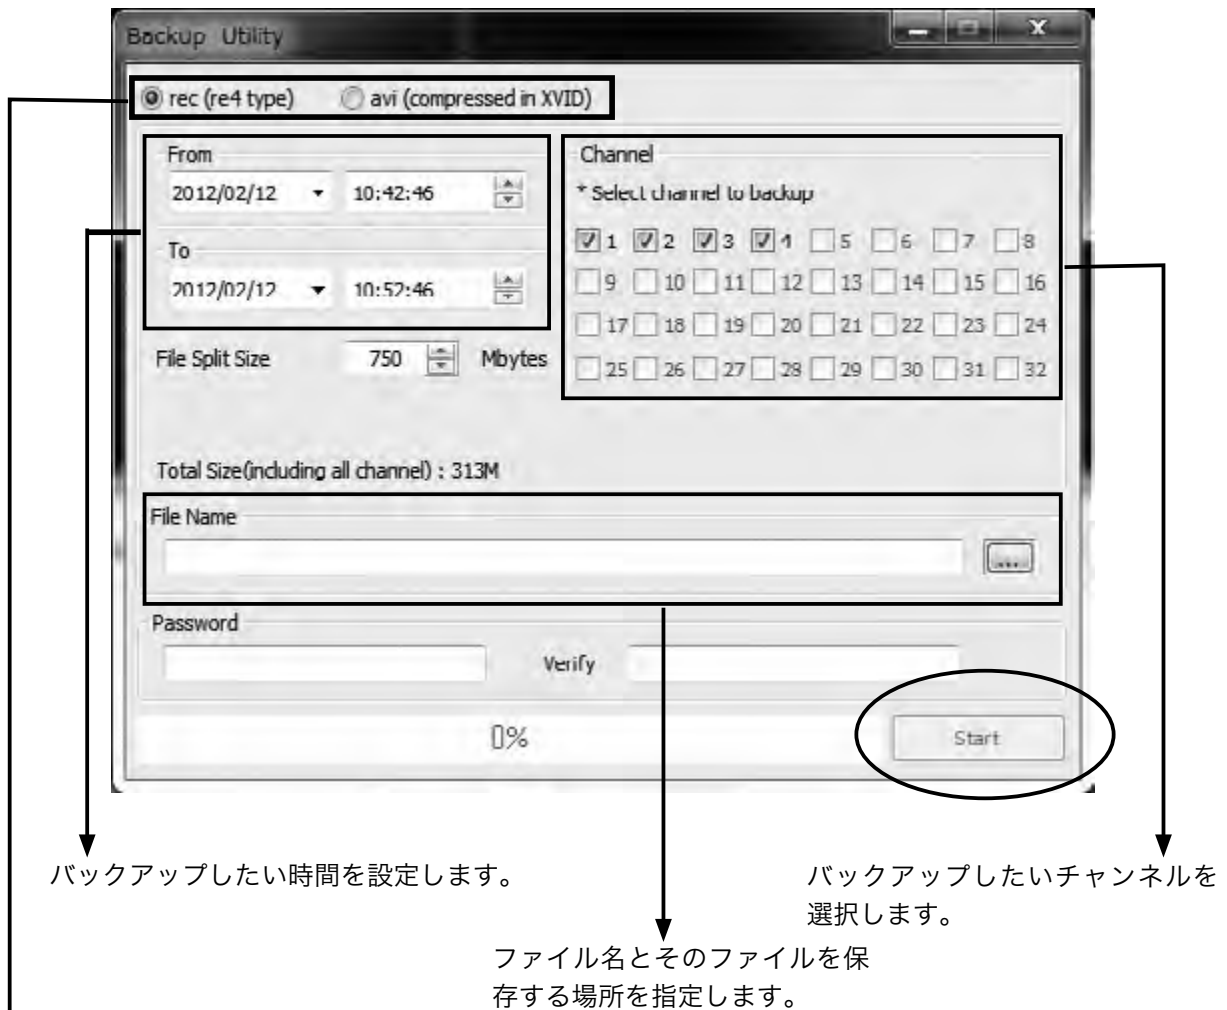 Backup Utility
rec (re4 type) avi (compressed in XVID)
From
2012/02/12 10:42:46
To
2012/02/12 10:52:46
File Split Size 750 Mbytes
Channel
* Select channel to backup
1 2 3 4 5 6 7 8
9 10 11 12 13 14 15 16
17 18 19 20 21 22 23 24
25 26 27 28 29 30 31 32
Total Size(including all channel) : 313M
File Name
...
Password
Verify
0%
Start
バックアップしたい時間を設定します。
バックアップしたいチャンネルを
選択します。
ファイル名とそのファイルを保
存する場所を指定します。